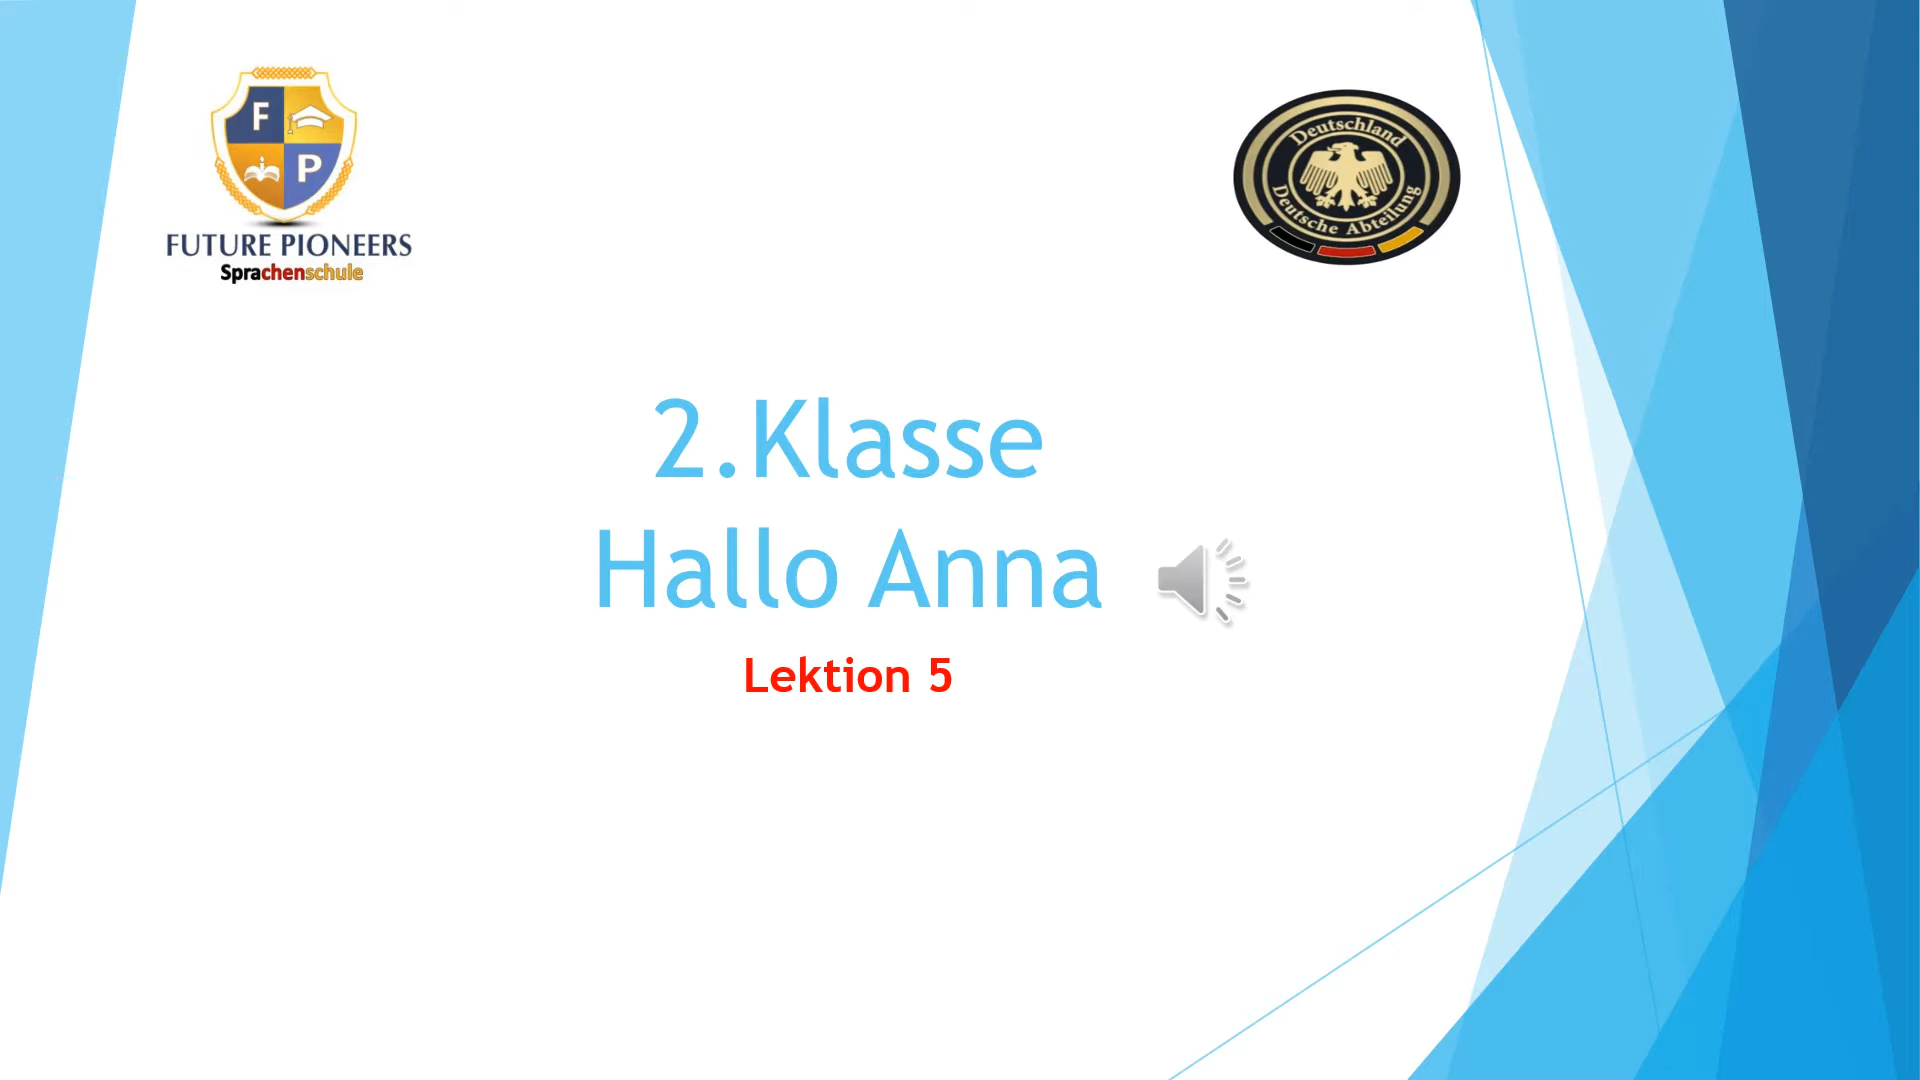 F
P
FUTURE PIONEERS
Sprachenschule
Deutschland
Deutsche Abteilung
2.Klasse
Hallo Anna
Lektion 5